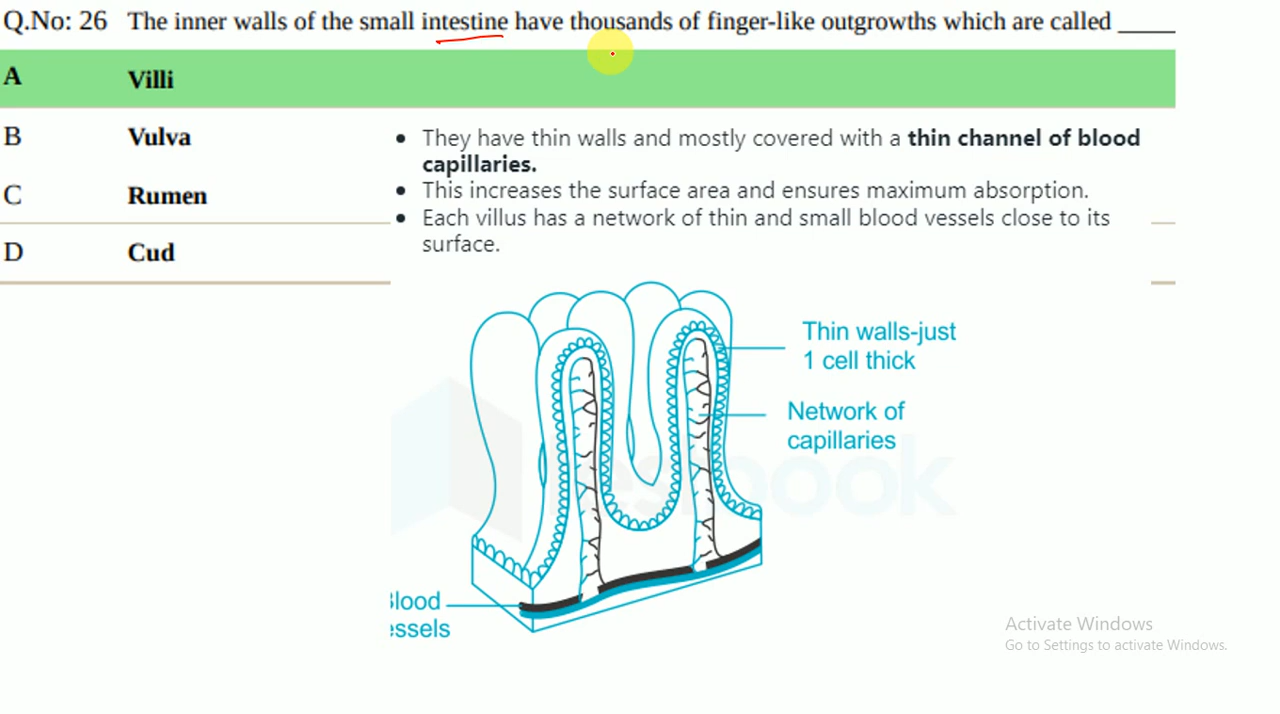 Q.No: 26 The inner walls of the small intestine have thousands of finger-like outgrowths which are called _____
A Villi
B Vulva
C Rumen
D Cud
• They have thin walls and mostly covered with a thin channel of blood
capillaries.
• This increases the surface area and ensures maximum absorption.
• Each villus has a network of thin and small blood vessels close to its
surface.
Thin walls-just
1 cell thick
Network of
capillaries
Blood
essels
Activate Windows
Go to Settings to activate Windows.